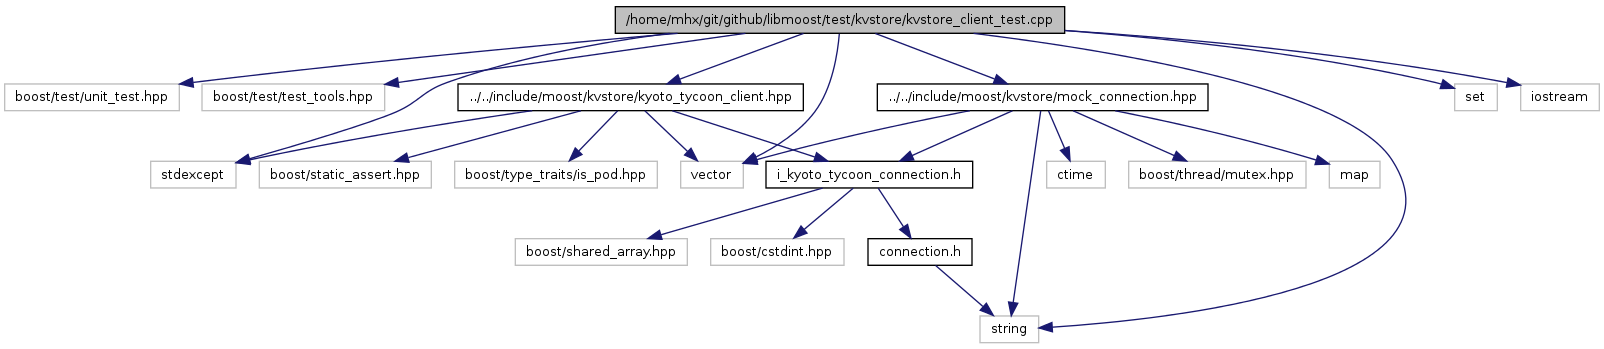 /home/mhx/git/github/libmoost/test/kvstore/kvstore_client_test.cpp
boost/test/unit_test.hpp
boost/test/test_tools.hpp
../../include/moost/kvstore/kyoto_tycoon_client.hpp
../../include/moost/kvstore/mock_connection.hpp
set
iostream
stdexcept
boost/static_assert.hpp
boost/type_traits/is_pod.hpp
vector
i_kyoto_tycoon_connection.h
ctime
boost/thread/mutex.hpp
map
boost/shared_array.hpp
boost/cstdint.hpp
connection.h
string